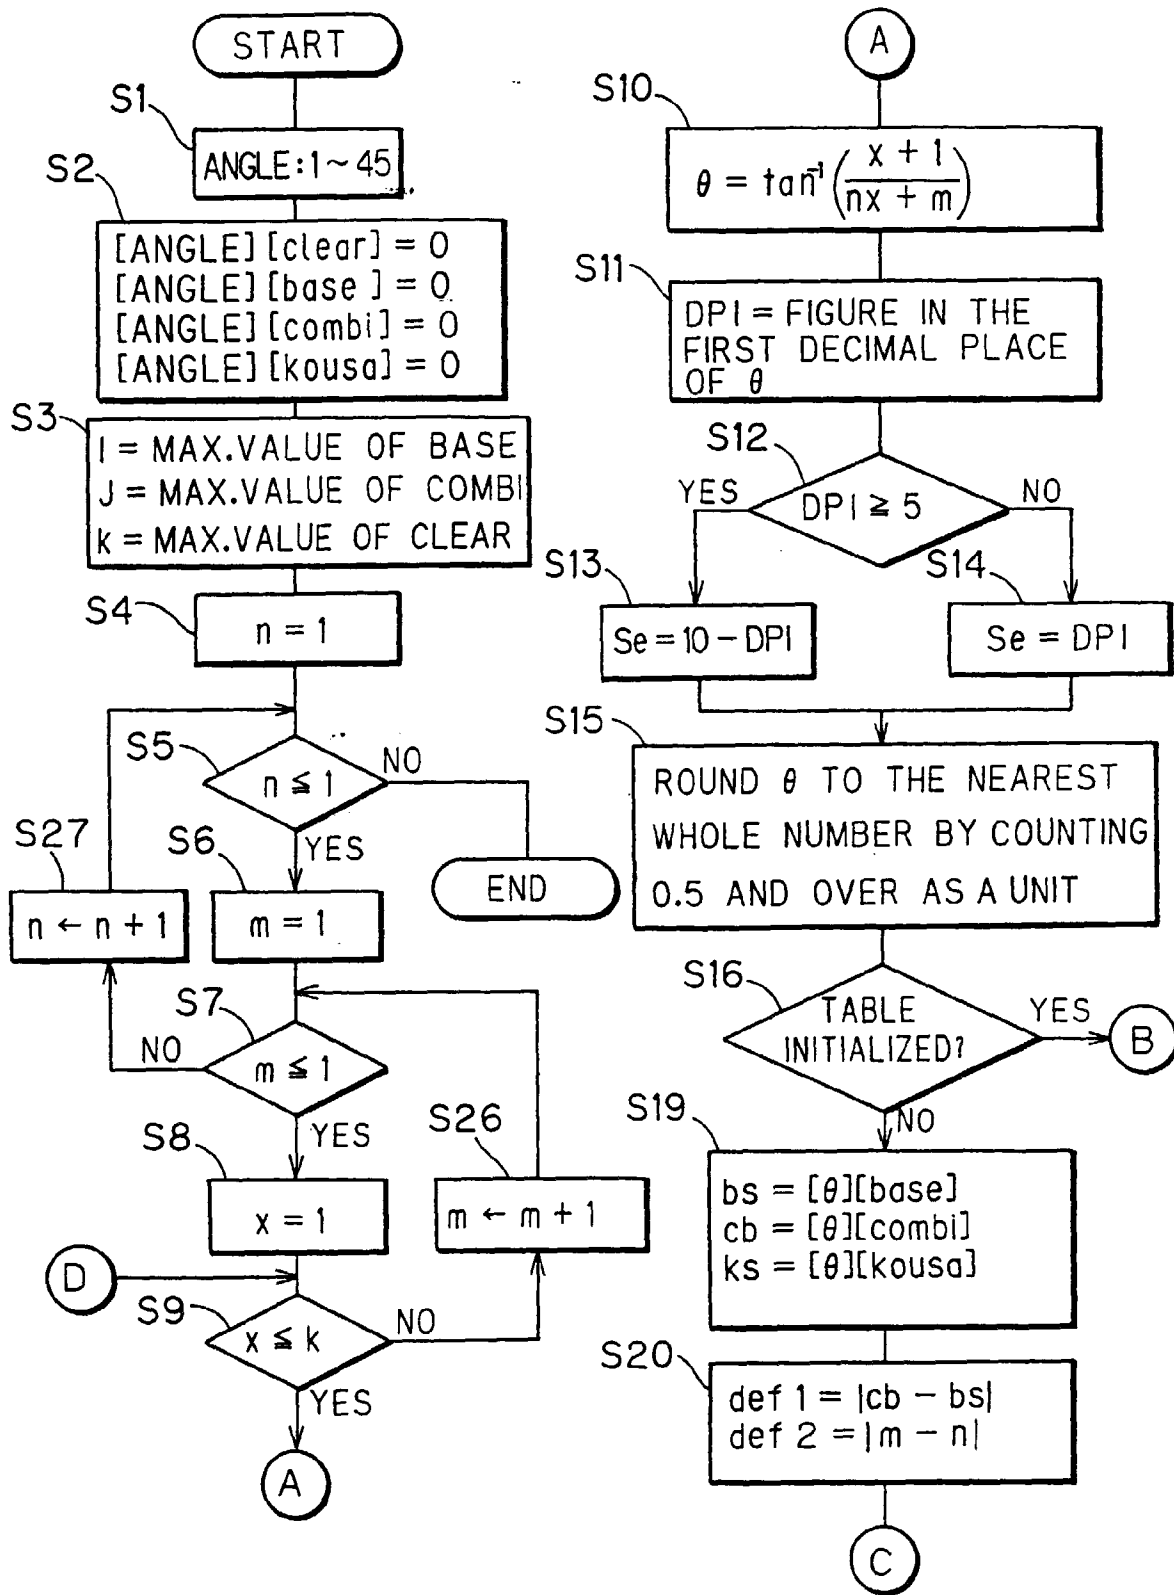 START
S1
ANGLE:1~45
S2
[ANGLE][clear] = 0
[ANGLE][base ] = 0
[ANGLE][combi] = 0
[ANGLE][kousa] = 0
S3
I = MAX.VALUE OF BASE
J = MAX.VALUE OF COMBI
k = MAX.VALUE OF CLEAR
S4
n = 1
S5
n ≦ 1
NO
YES
END
S27
n ← n + 1
S6
m = 1
S7
m ≦ 1
NO
YES
S8
x = 1
S26
m ← m + 1
D
S9
x ≦ k
NO
YES
A
A
S10
θ = tan⁻¹(x + 1 / nx + m)
S11
DPI = FIGURE IN THE
FIRST DECIMAL PLACE
OF θ
S12
DPI ≧ 5
YES
NO
S13
Se = 10 - DPI
S14
Se = DPI
S15
ROUND θ TO THE NEAREST
WHOLE NUMBER BY COUNTING
0.5 AND OVER AS A UNIT
S16
TABLE
INITIALIZED?
YES
B
NO
S19
bs = [θ][base]
cb = [θ][combi]
ks = [θ][kousa]
S20
def 1 = |cb - bs|
def 2 = |m - n|
C